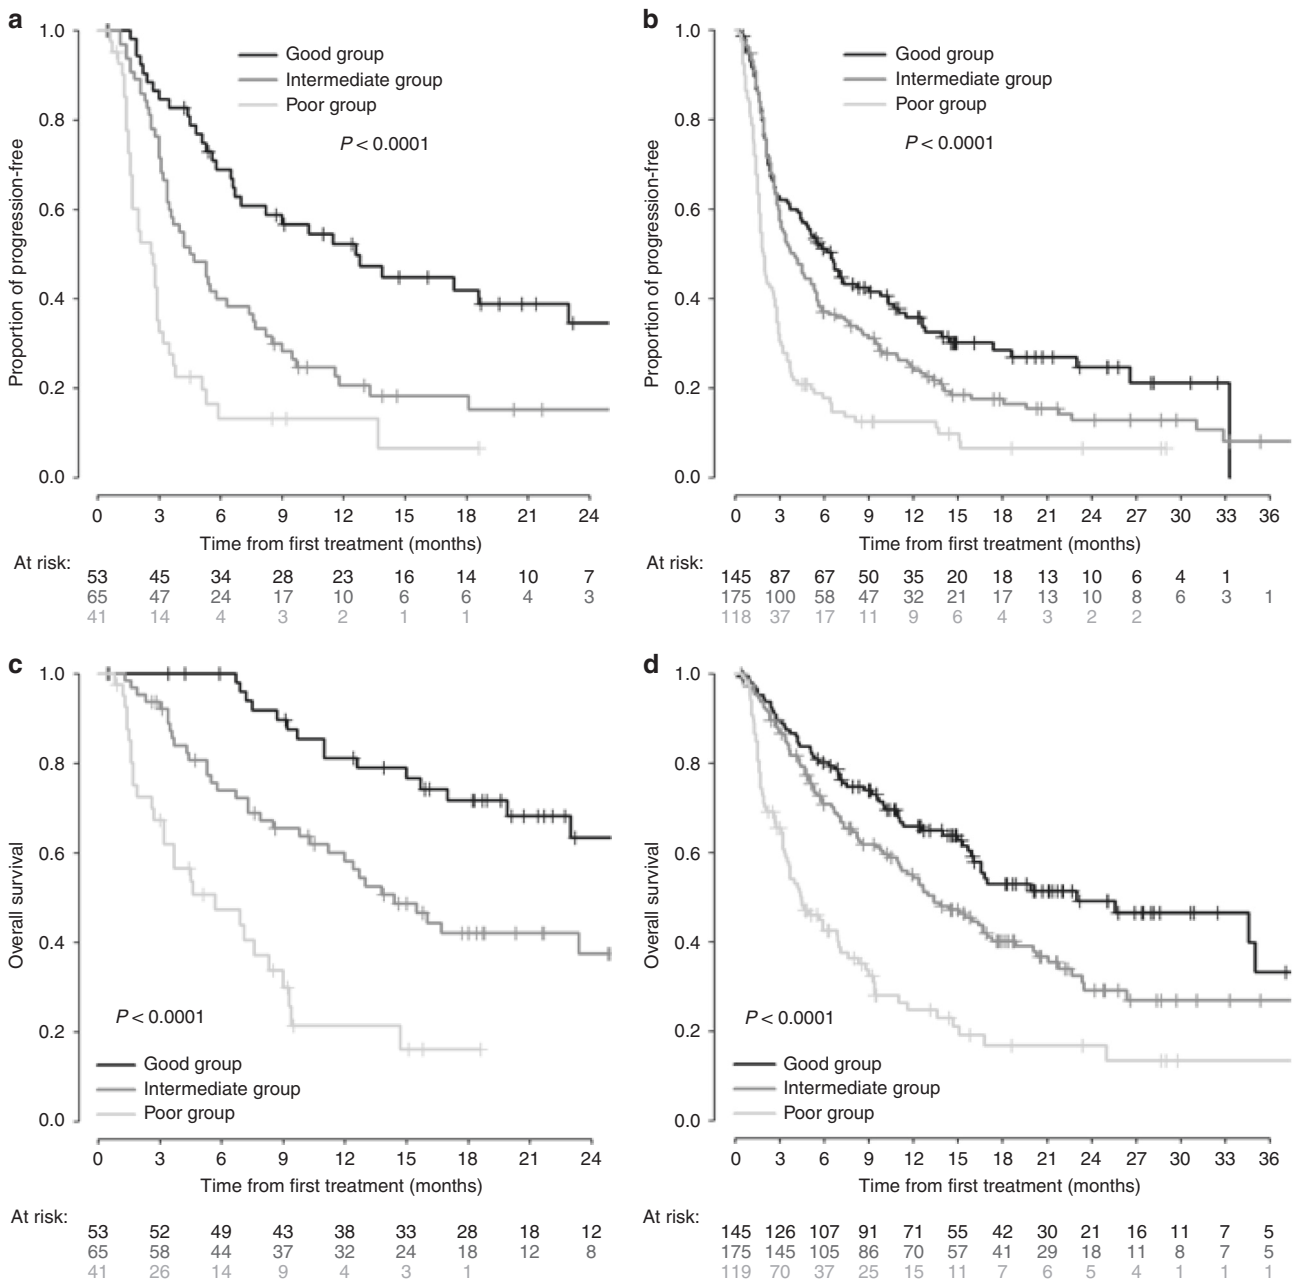 a
1.0
0.8
0.6
0.4
0.2
0.0
Proportion of progression-free
Good group
Intermediate group
Poor group
P < 0.0001
0 3 6 9 12 15 18 21 24
Time from first treatment (months)
At risk:
53 45 34 28 23 16 14 10 7
65 47 24 17 10 6 6 4 3
41 14 4 3 2 1 1
b
1.0
0.8
0.6
0.4
0.2
0.0
Proportion of progression-free
Good group
Intermediate group
Poor group
P < 0.0001
0 3 6 9 12 15 18 21 24 27 30 33 36
Time from first treatment (months)
At risk:
145 87 67 50 35 20 18 13 10 6 4 1
175 100 58 47 32 21 17 13 10 8 6 3 1
118 37 17 11 9 6 4 3 2 2
c
1.0
0.8
0.6
0.4
0.2
0.0
Overall survival
P < 0.0001
Good group
Intermediate group
Poor group
0 3 6 9 12 15 18 21 24
Time from first treatment (months)
At risk:
53 52 49 43 38 33 28 18 12
65 58 44 37 32 24 18 12 8
41 26 14 9 4 3 1
d
1.0
0.8
0.6
0.4
0.2
0.0
Overall survival
P < 0.0001
Good group
Intermediate group
Poor group
0 3 6 9 12 15 18 21 24 27 30 33 36
Time from first treatment (months)
At risk:
145 126 107 91 71 55 42 30 21 16 11 7 5
175 145 105 86 70 57 41 29 18 11 8 7 5
119 70 37 25 15 11 7 6 5 4 1 1 1